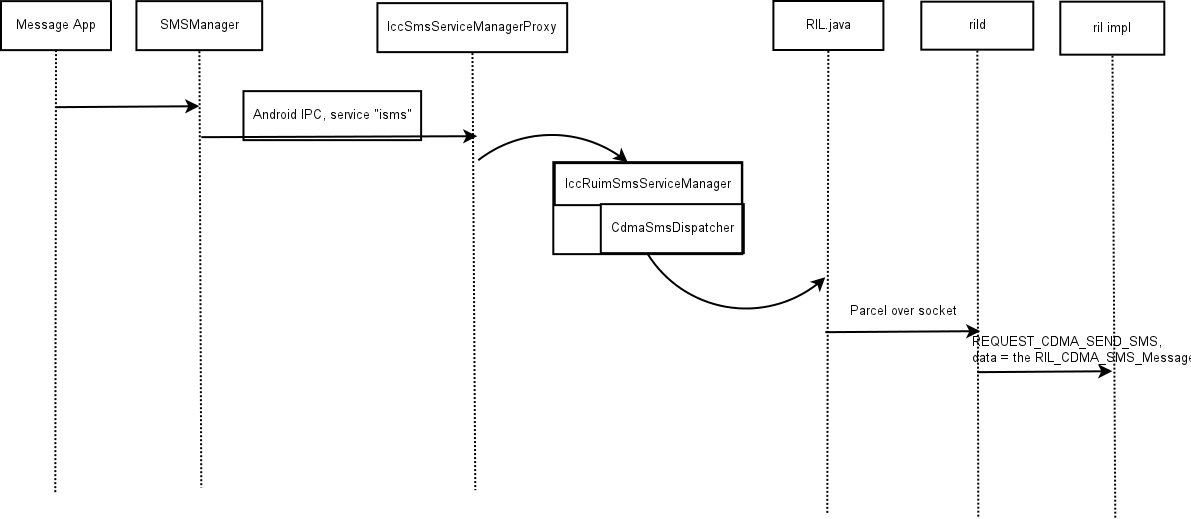 Message App
SMSManager
IccSmsServiceManagerProxy
RIL.java
rild
ril impl
Android IPC, service "isms"
IccRuimSmsServiceManager
CdmaSmsDispatcher
Parcel over socket
REQUEST_CDMA_SEND_SMS,
data = the RIL_CDMA_SMS_Message